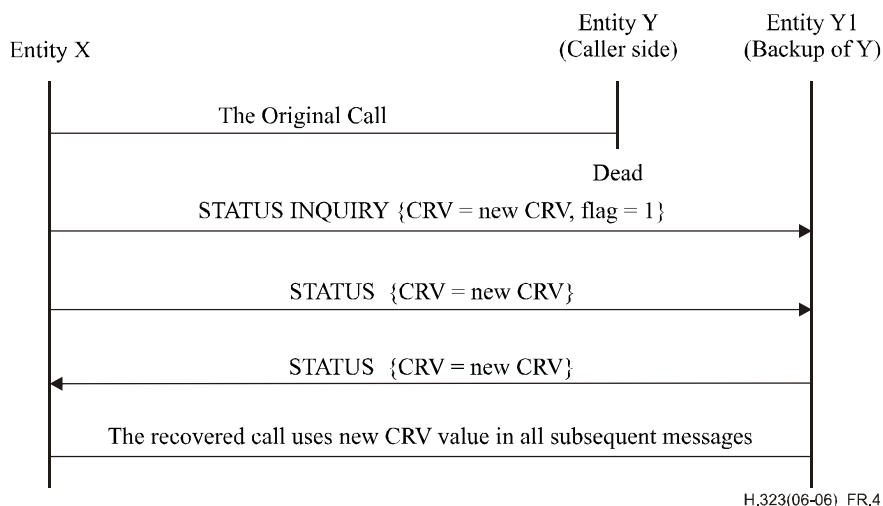 Entity X
Entity Y
(Caller side)
Entity Y1
(Backup of Y)
The Original Call
Dead
STATUS INQUIRY {CRV = new CRV, flag = 1}
STATUS {CRV = new CRV}
STATUS {CRV = new CRV}
The recovered call uses new CRV value in all subsequent messages
H.323(06-06)_FR.4